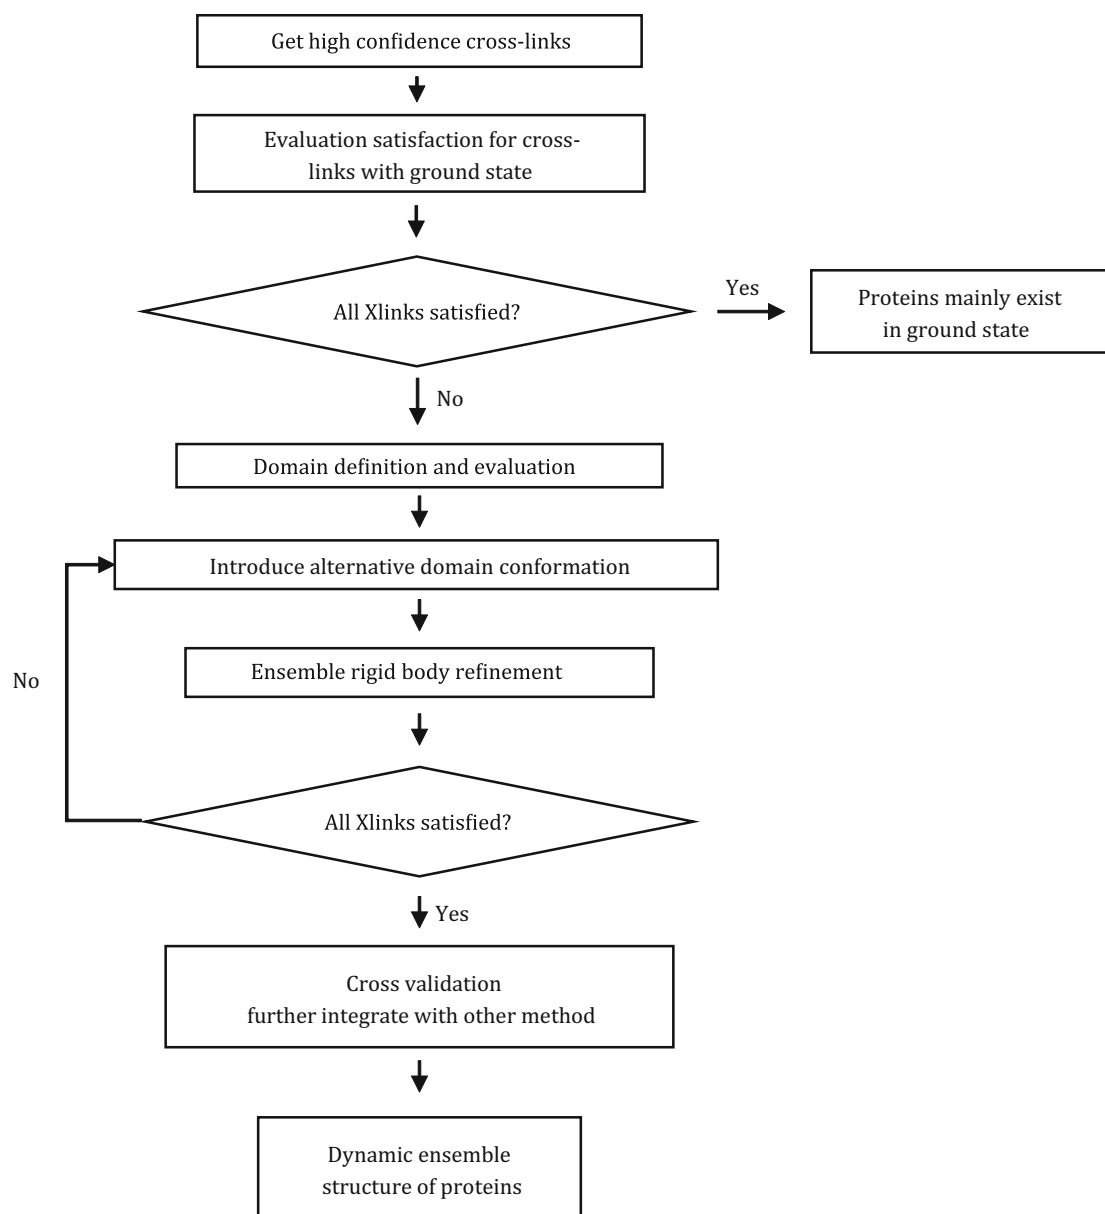 Get high confidence cross-links
Evaluation satisfaction for cross-
links with ground state
All Xlinks satisfied?
Yes
Proteins mainly exist
in ground state
No
Domain definition and evaluation
Introduce alternative domain conformation
Ensemble rigid body refinement
No
All Xlinks satisfied?
Yes
Cross validation
further integrate with other method
Dynamic ensemble
structure of proteins